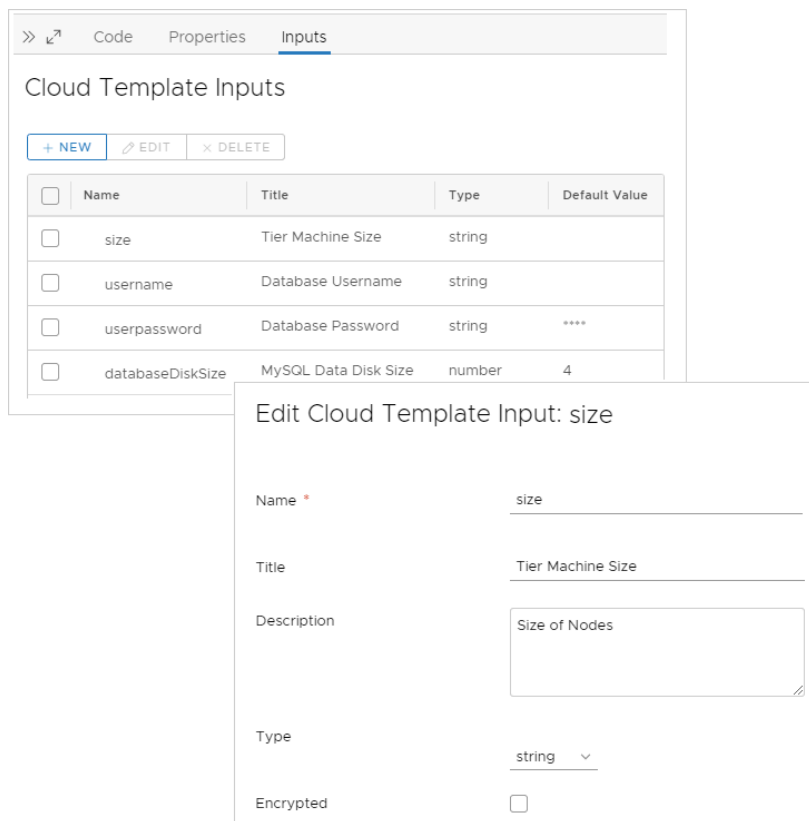 Code Properties Inputs
Cloud Template Inputs
+ NEW EDIT × DELETE
Name Title Type Default Value
size Tier Machine Size string
username Database Username string
userpassword Database Password string ****
databaseDiskSize MySQL Data Disk Size number 4
Edit Cloud Template Input: size
Name * size
Title Tier Machine Size
Description Size of Nodes
Type string
Encrypted